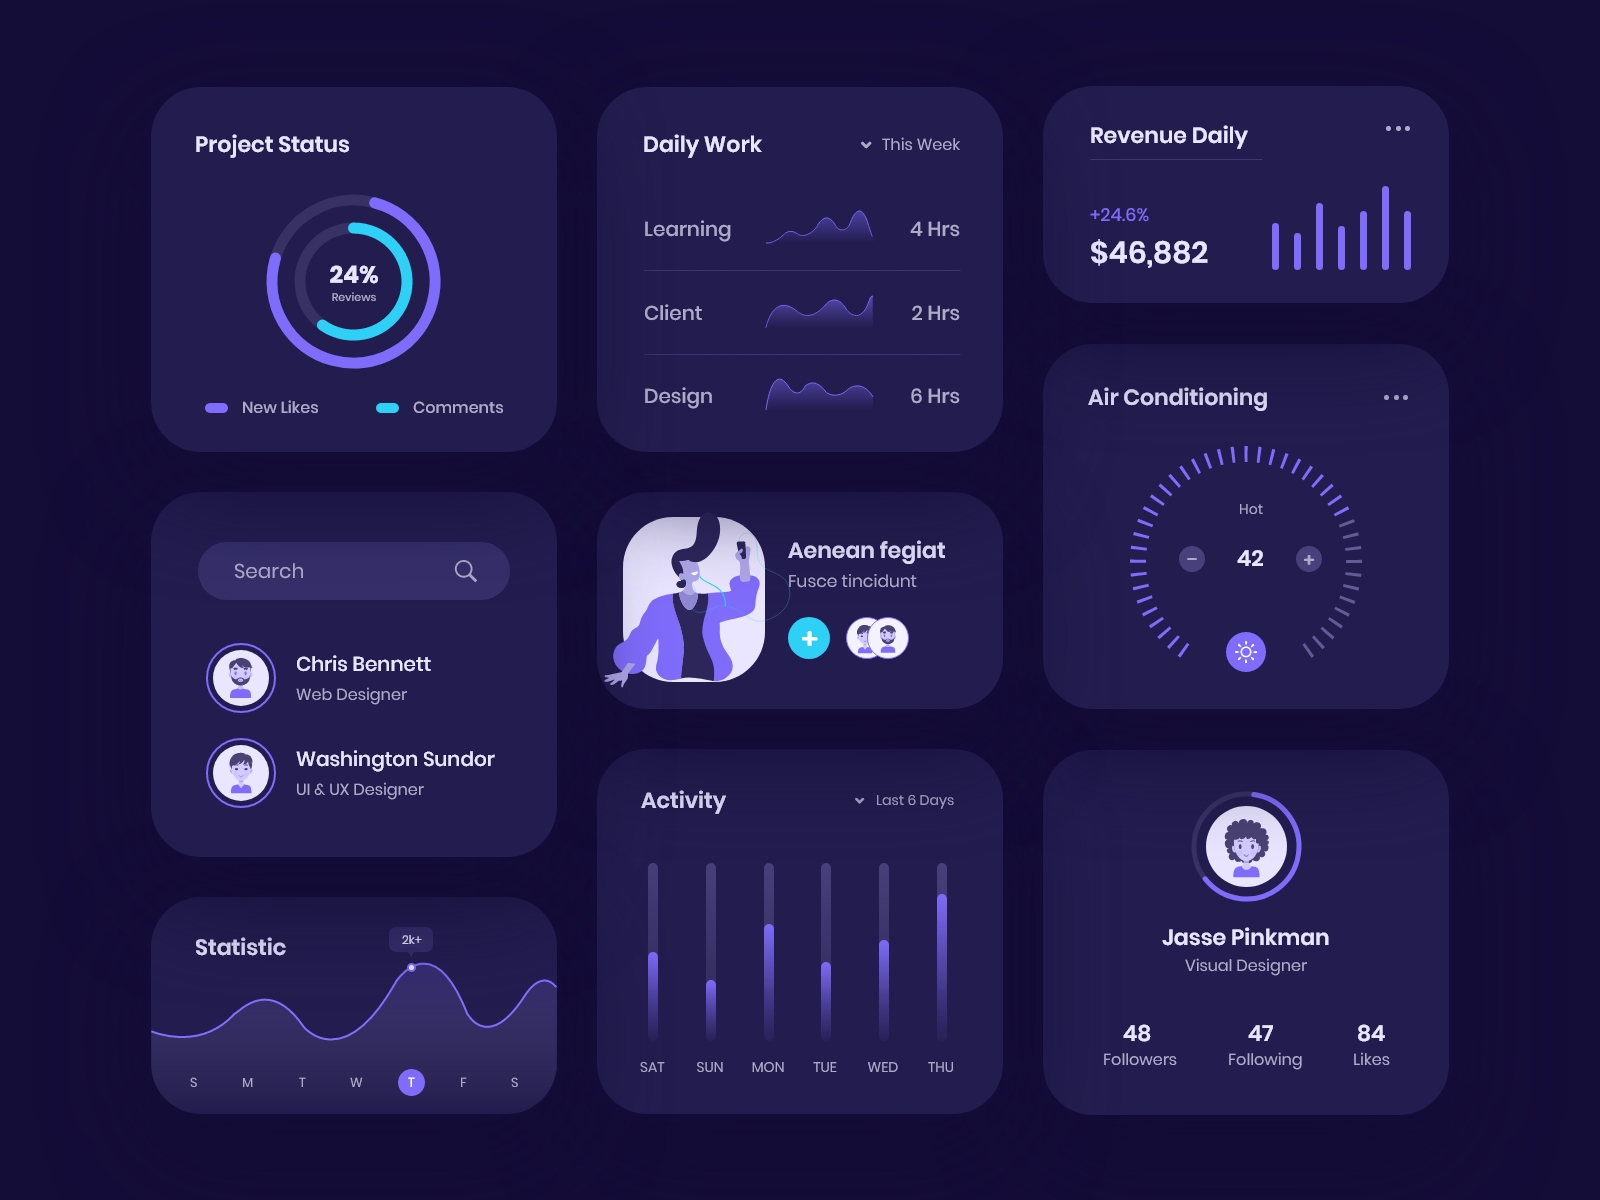 Project Status
24%
Reviews
New Likes
Comments
Daily Work
This Week
Learning
4 Hrs
Client
2 Hrs
Design
6 Hrs
Revenue Daily
+24.6%
$46,882
Air Conditioning
Hot
42
Search
Chris Bennett
Web Designer
Washington Sundor
UI & UX Designer
Aenean fegiat
Fusce tincidunt
Statistic
2k+
S M T W T F S
Activity
Last 6 Days
SAT SUN MON TUE WED THU
Jasse Pinkman
Visual Designer
48 47 84
Followers Following Likes